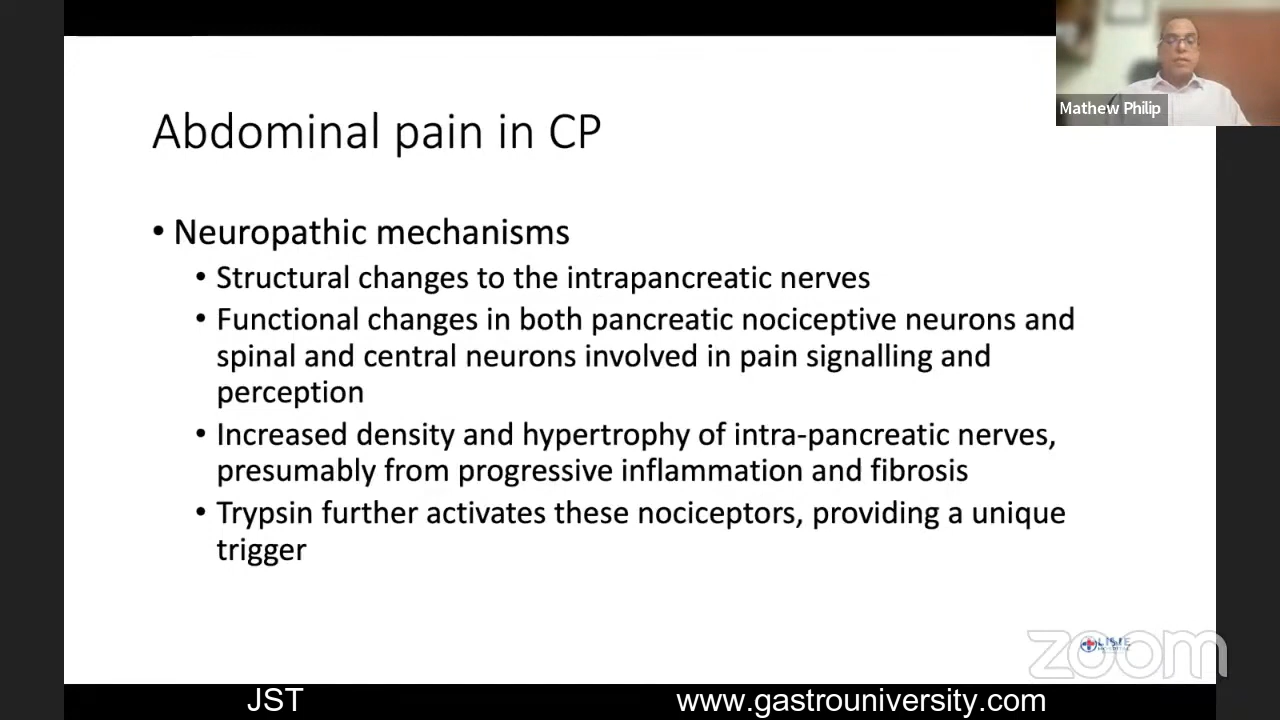 Mathew Philip
Abdominal pain in CP
• Neuropathic mechanisms
• Structural changes to the intrapancreatic nerves
• Functional changes in both pancreatic nociceptive neurons and
spinal and central neurons involved in pain signalling and
perception
• Increased density and hypertrophy of intra-pancreatic nerves,
presumably from progressive inflammation and fibrosis
• Trypsin further activates these nociceptors, providing a unique
trigger
zoom
JST
www.gastrouniversity.com